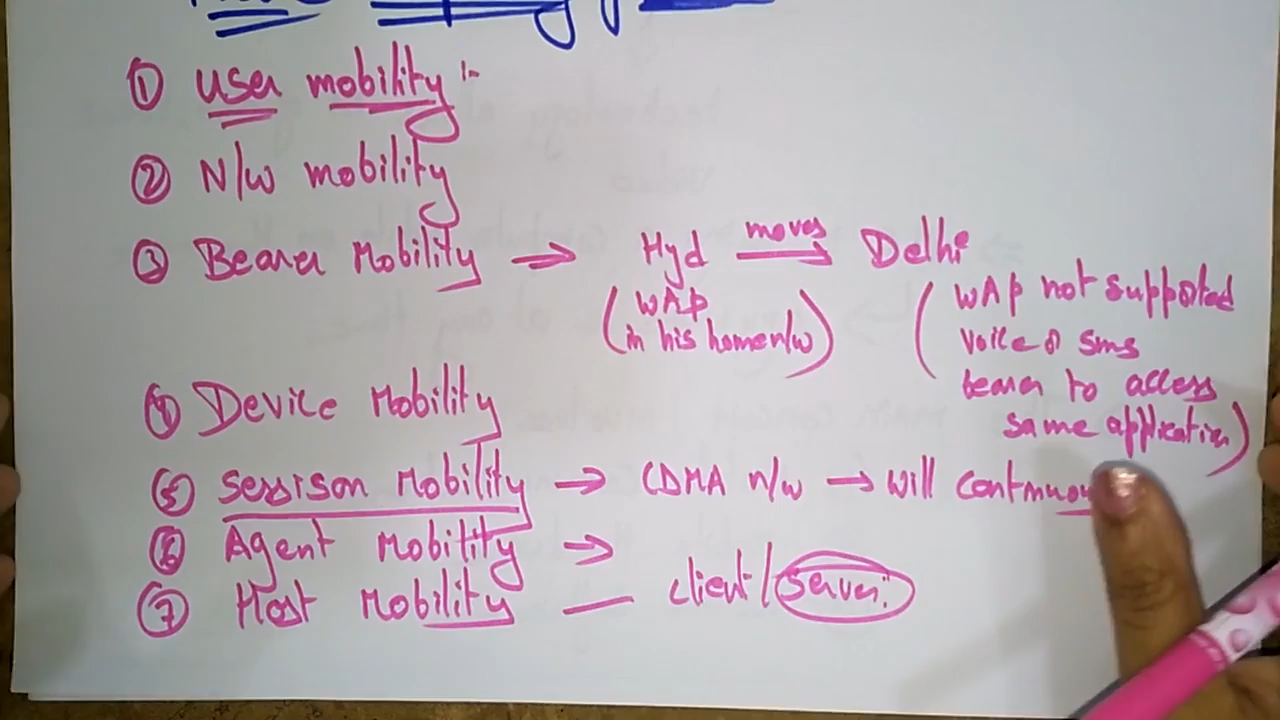 ① User mobility :-
② N/w mobility
③ Bearer Mobility → Hyd moves Delhi
(WAP in his home n/w)
(WAP not supported
voice or sms
bearer to access
same application)
④ Device Mobility
⑤ Sessison Mobility → CDMA n/w → will
⑥ Agent Mobility →
⑦ Host Mobility — client/server.